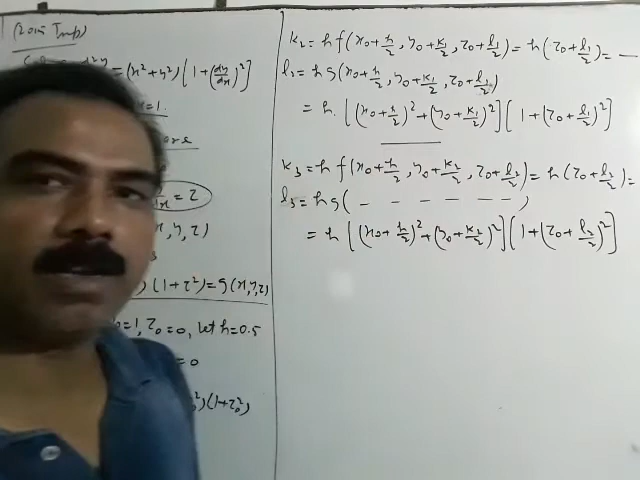 (2015 Imp)
d²y = (x²+y²) [1+(dy/dx)²]
=1.
= z
x, y, z)
) (1+z²) = g(x,y,z)
=1, z₀=0, let h=0.5
=0
²)(1+z₀²)
K₂ = h f(x₀+h/2, y₀+K₁/2, z₀+l₁/2) = h(z₀+l₁/2) = —
l₂ = h g(x₀+h/2, y₀+K₁/2, z₀+l₁/2)
= h. [(x₀+h/2)²+(y₀+K₁/2)²] [1+(z₀+l₁/2)²]
K₃ = h f(x₀+h/2, y₀+K₂/2, z₀+l₂/2) = h(z₀+l₂/2) =
l₃ = h g( – – – – – – )
= h [(x₀+h/2)²+(y₀+K₂/2)²] [1+(z₀+l₂/2)²]